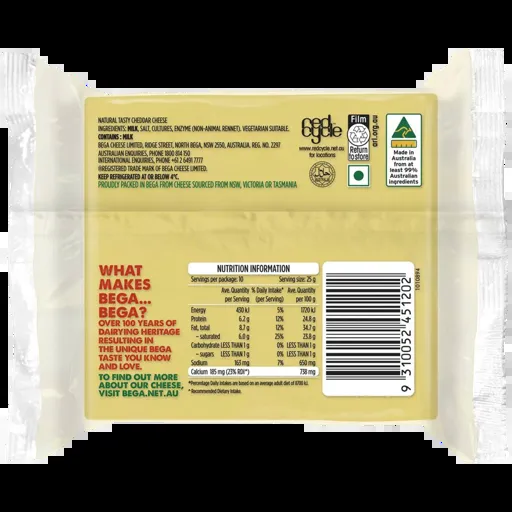 NATURAL TASTY CHEDDAR CHEESE
INGREDIENTS: MILK, SALT, CULTURES, ENZYME (NON-ANIMAL RENNET). VEGETARIAN SUITABLE.
CONTAINS : MILK
BEGA CHEESE LIMITED, RIDGE STREET, NORTH BEGA, NSW 2550, AUSTRALIA. REG. NO. 2297
AUSTRALIAN ENQUIRIES, PHONE 1800 814 150
INTERNATIONAL ENQUIRIES, PHONE +61 2 6491 7777
®REGISTERED TRADE MARK OF BEGA CHEESE LIMITED.
KEEP REFRIGERATED AT OR BELOW 4°C.
PROUDLY PACKED IN BEGA FROM CHEESE SOURCED FROM NSW, VICTORIA OR TASMANIA
red
cycle
www.redcycle.net.au
for locations
Film
Return
to store
arl.org.au
Made in
Australia
from at
least 99%
Australian
ingredients
WHAT
MAKES
BEGA...
BEGA?
OVER 100 YEARS OF
DAIRYING HERITAGE
RESULTING IN
THE UNIQUE BEGA
TASTE YOU KNOW
AND LOVE.
TO FIND OUT MORE
ABOUT OUR CHEESE,
VISIT BEGA.NET.AU
NUTRITION INFORMATION
Servings per package: 10 Serving size: 25 g
Ave. Quantity % Daily Intake* Ave. Quantity
per Serving (per Serving) per 100 g
Energy 430 kJ 5% 1720 kJ
Protein 6.2 g 12% 24.8 g
Fat, total 8.7 g 12% 34.7 g
– saturated 6.0 g 25% 23.8 g
Carbohydrate LESS THAN 1 g 0% LESS THAN 1 g
– sugars LESS THAN 1 g 0% LESS THAN 1 g
Sodium 163 mg 7% 650 mg
Calcium 185 mg (23% RDI^) 738 mg
*Percentage Daily Intakes are based on an average adult diet of 8700 kJ.
^ Recommended Dietary Intake.
9 310052 451202
1010894